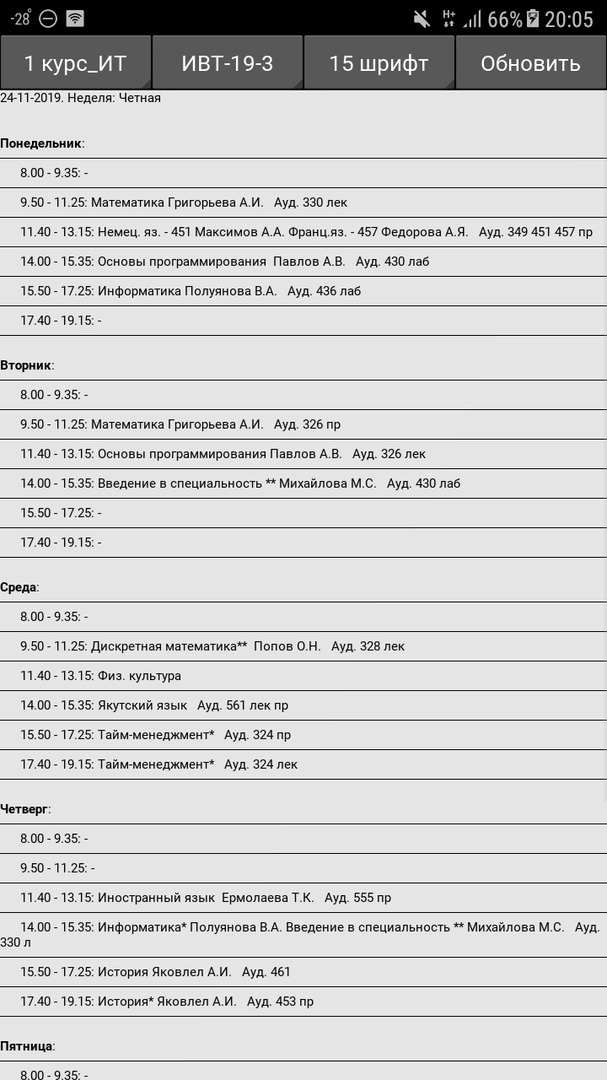 -28° H+ 66% 20:05
1 курс_ИТ ИВТ-19-3 15 шрифт Обновить
24-11-2019. Неделя: Четная
Понедельник:
8.00 - 9.35: -
9.50 - 11.25: Математика Григорьева А.И. Ауд. 330 лек
11.40 - 13.15: Немец. яз. - 451 Максимов А.А. Франц.яз. - 457 Федорова А.Я. Ауд. 349 451 457 пр
14.00 - 15.35: Основы программирования Павлов А.В. Ауд. 430 лаб
15.50 - 17.25: Информатика Полуянова В.А. Ауд. 436 лаб
17.40 - 19.15: -
Вторник:
8.00 - 9.35: -
9.50 - 11.25: Математика Григорьева А.И. Ауд. 326 пр
11.40 - 13.15: Основы программирования Павлов А.В. Ауд. 326 лек
14.00 - 15.35: Введение в специальность ** Михайлова М.С. Ауд. 430 лаб
15.50 - 17.25: -
17.40 - 19.15: -
Среда:
8.00 - 9.35: -
9.50 - 11.25: Дискретная математика** Попов О.Н. Ауд. 328 лек
11.40 - 13.15: Физ. культура
14.00 - 15.35: Якутский язык Ауд. 561 лек пр
15.50 - 17.25: Тайм-менеджмент* Ауд. 324 пр
17.40 - 19.15: Тайм-менеджмент* Ауд. 324 лек
Четверг:
8.00 - 9.35: -
9.50 - 11.25: -
11.40 - 13.15: Иностранный язык Ермолаева Т.К. Ауд. 555 пр
14.00 - 15.35: Информатика* Полуянова В.А. Введение в специальность ** Михайлова М.С. Ауд.
330 л
15.50 - 17.25: История Яковлел А.И. Ауд. 461
17.40 - 19.15: История* Яковлел А.И. Ауд. 453 пр
Пятница:
8.00 - 9.35: -